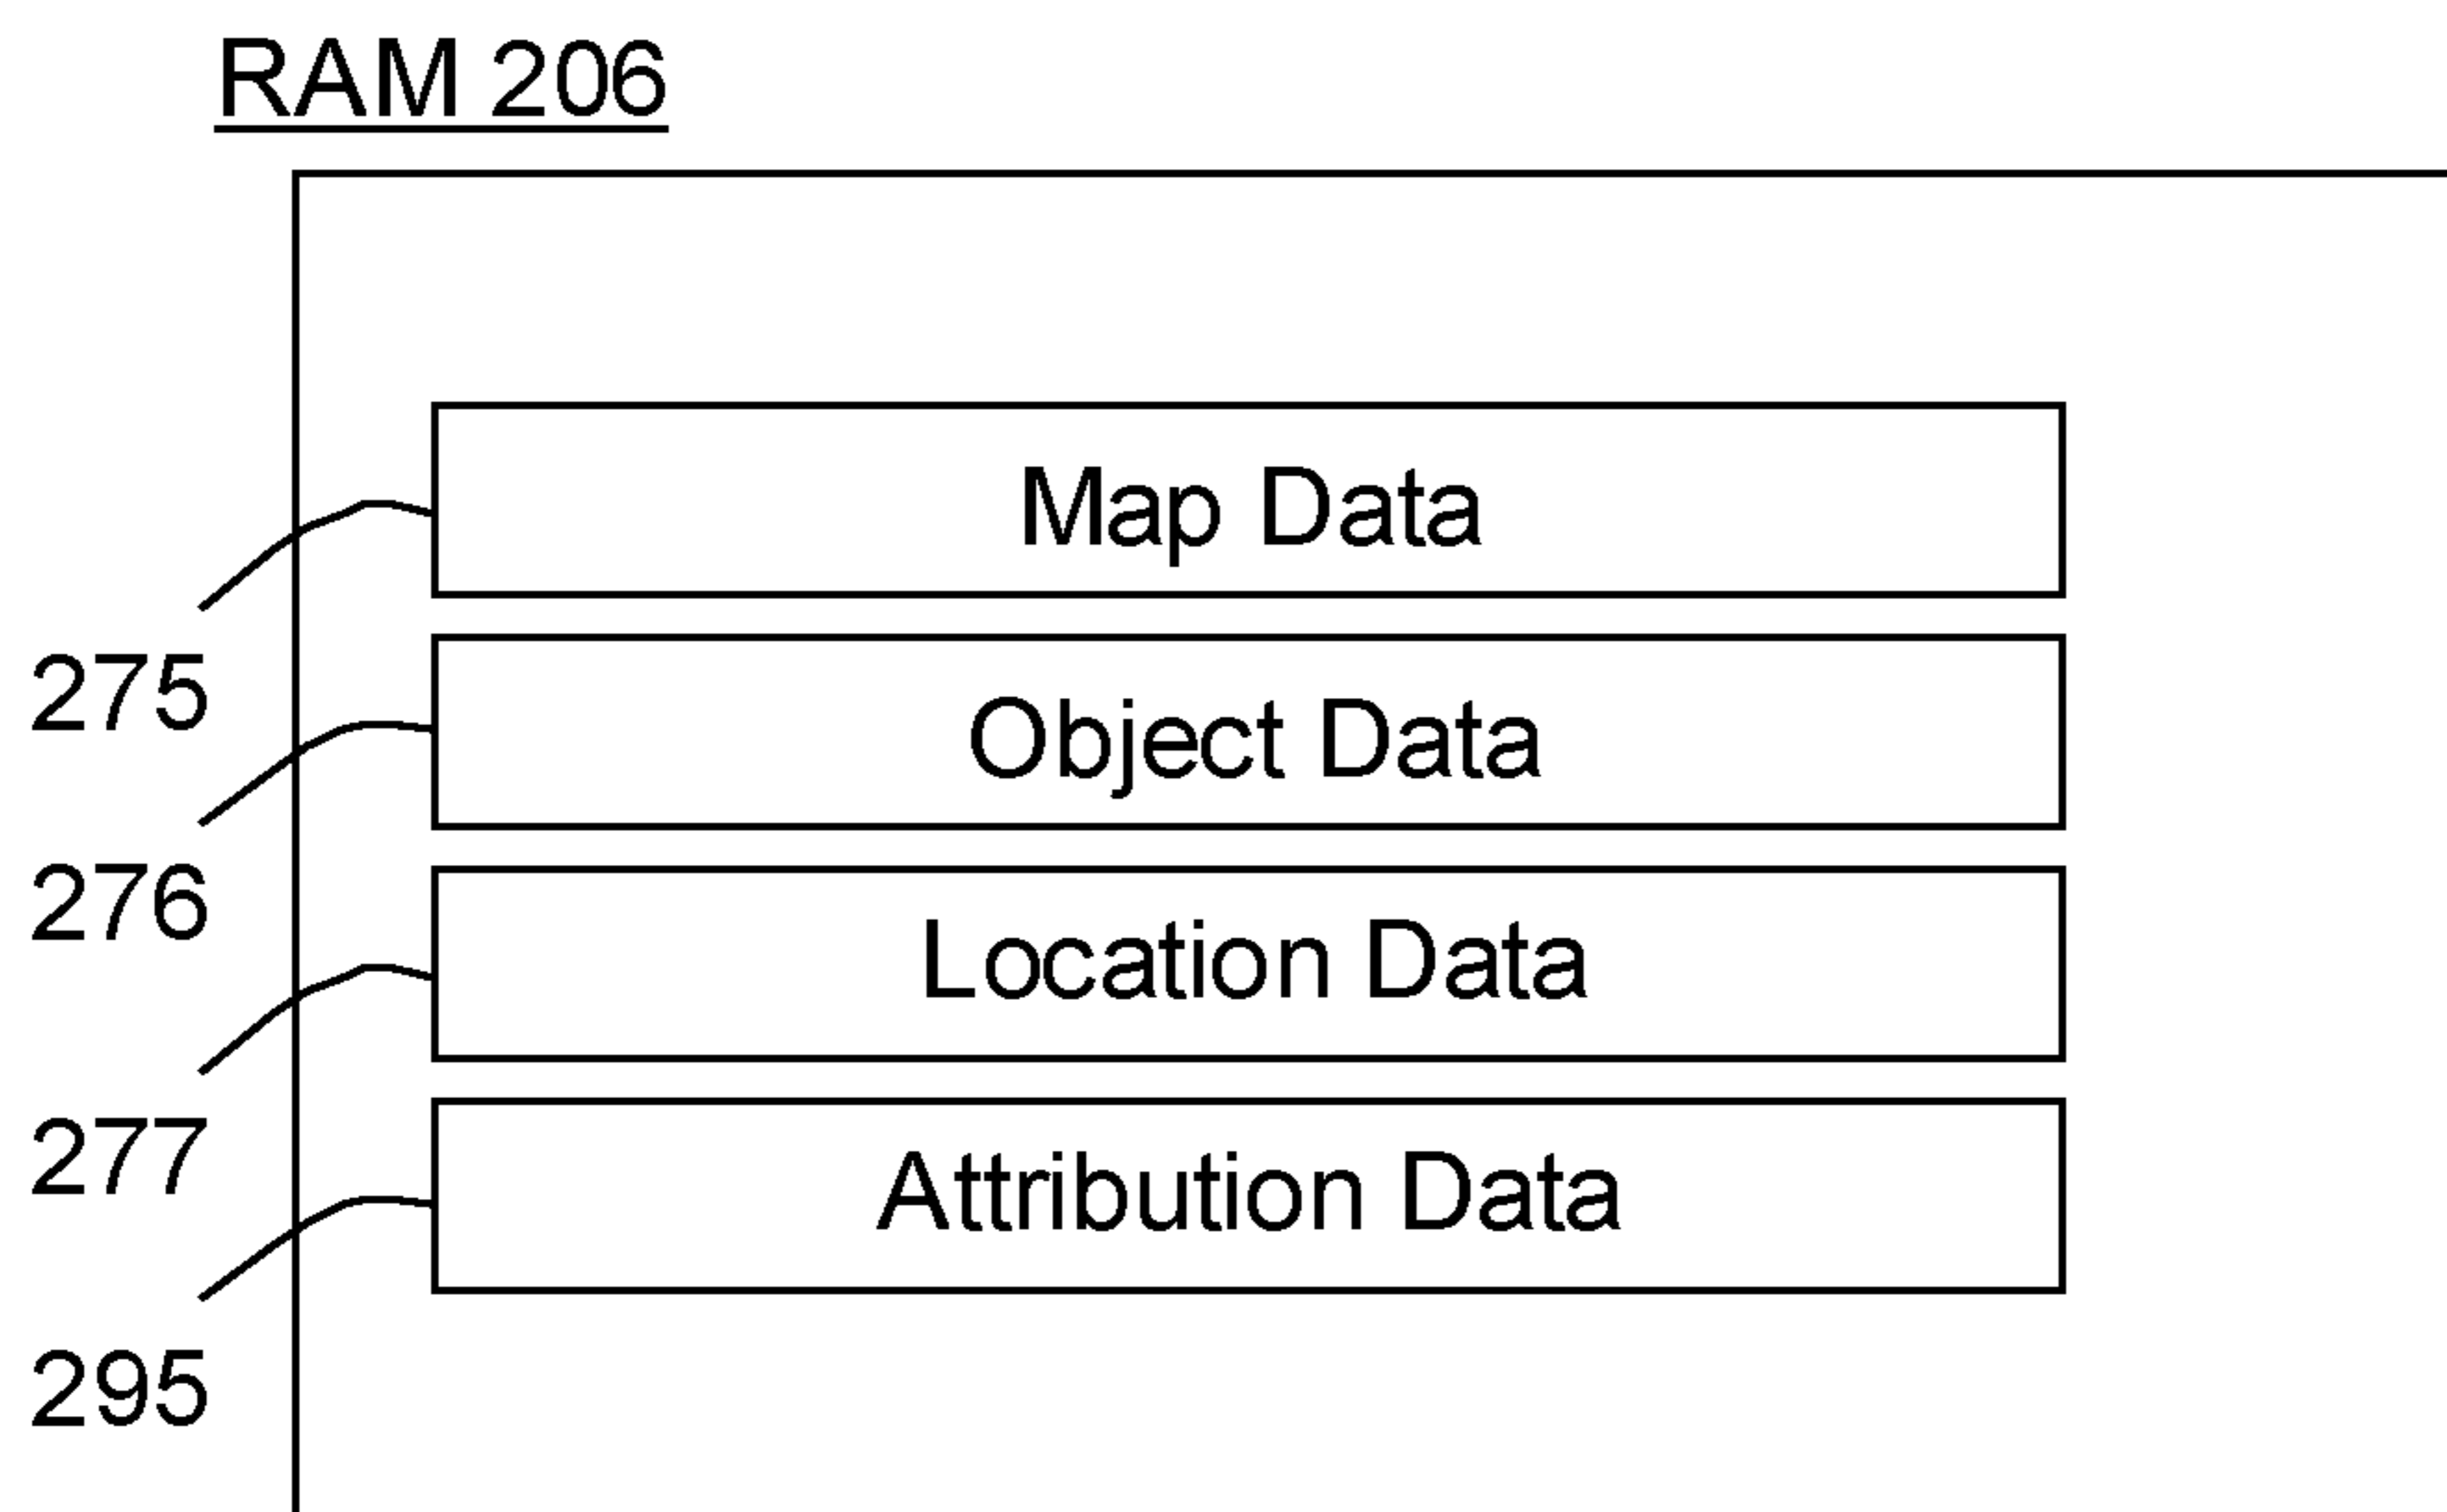 RAM 206
Map Data
275
Object Data
276
Location Data
277
Attribution Data
295